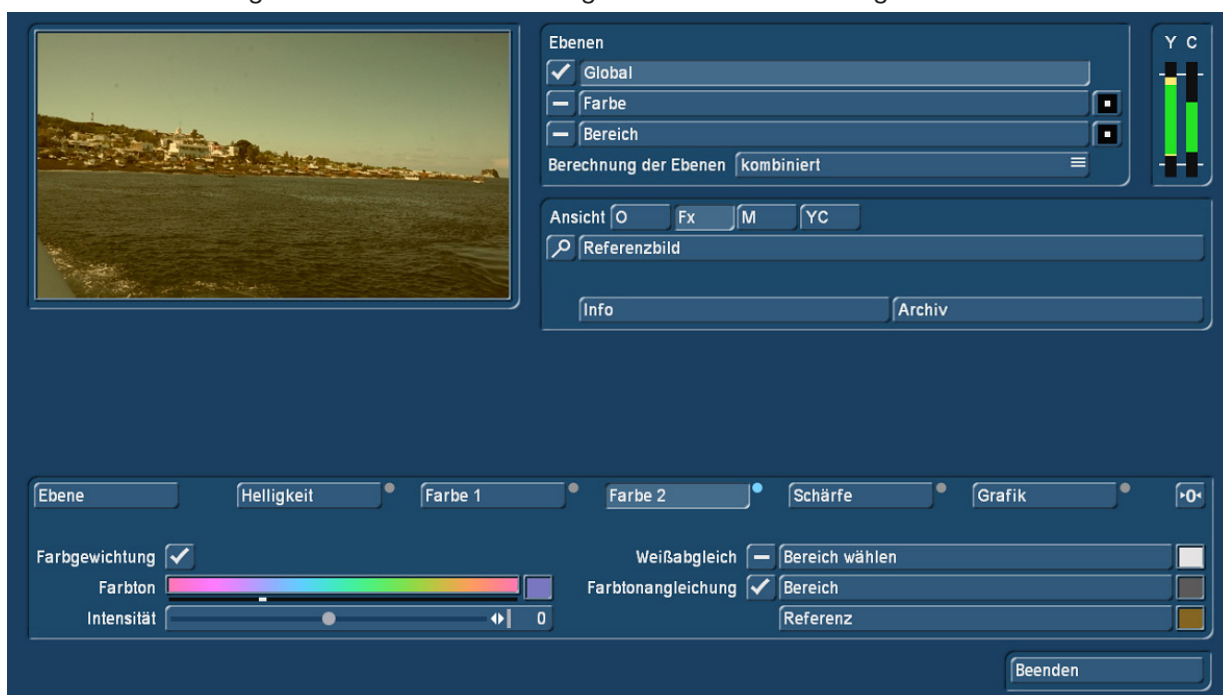 Ebenen
Y C
Global
Farbe
Bereich
Berechnung der Ebenen kombiniert
Ansicht O Fx M YC
Referenzbild
Info Archiv
Ebene Helligkeit Farbe 1 Farbe 2 Schärfe Grafik 0
Farbgewichtung Weißabgleich Bereich wählen
Farbton Farbtonangleichung Bereich
Intensität 0 Referenz
Beenden